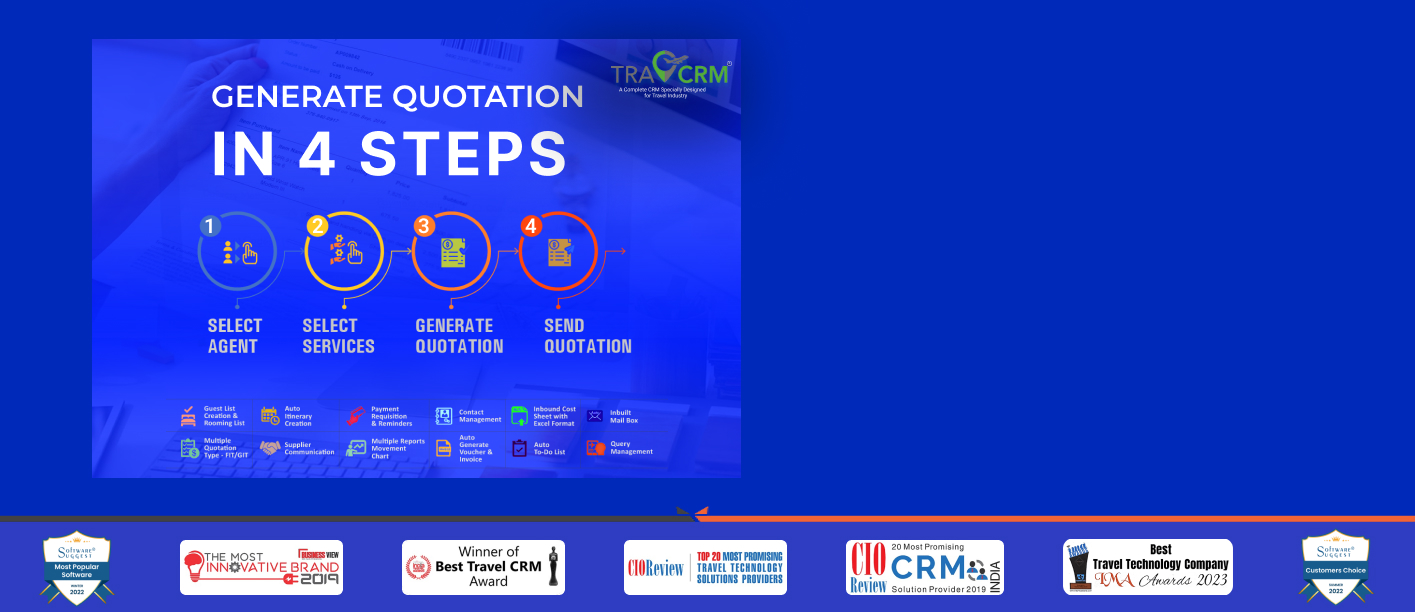 TRAVCRM
A Complete CRM Specially Designed
for Travel Industry
GENERATE QUOTATION
IN 4 STEPS
1
2
3
4
SELECT
AGENT
SELECT
SERVICES
GENERATE
QUOTATION
SEND
QUOTATION
Guest List
Creation &
Rooming List
Auto
Itinerary
Creation
Payment
Requisition
& Reminders
Contact
Management
Inbound Cost
Sheet with
Excel Format
Inbuilt
Mail Box
Multiple
Quotation
Type - FIT/GIT
Supplier
Communication
Multiple Reports
Movement
Chart
Auto
Generate
Voucher &
Invoice
Auto
To-Do List
Query
Management
Software®
Suggest
Most Popular
Software
WINTER
2022
THE MOST
INNOVATIVE BRAND
2019
BUSINESS VIEW
Winner of
Best Travel CRM
Award
CIOReview
TOP 20 MOST PROMISING
TRAVEL TECHNOLOGY
SOLUTIONS PROVIDERS
CIO
Review
20 Most Promising
CRM
Solution Provider 2019
INDIA
Best
Travel Technology Company
IMA Awards 2023
Software®
Suggest
Customers Choice
SUMMER
2022